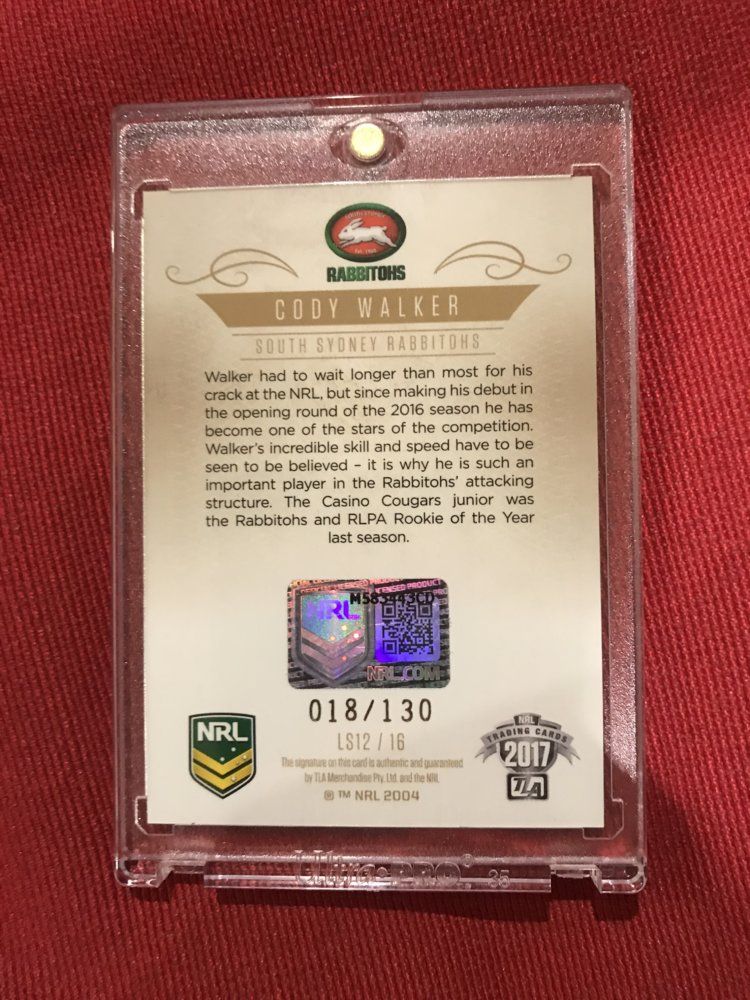 SOUTH SYDNEY
RABBITOHS
CODY WALKER
SOUTH SYDNEY RABBITOHS
Walker had to wait longer than most for his
crack at the NRL, but since making his debut in
the opening round of the 2016 season he has
become one of the stars of the competition.
Walker's incredible skill and speed have to be
seen to be believed – it is why he is such an
important player in the Rabbitohs' attacking
structure. The Casino Cougars junior was
the Rabbitohs and RLPA Rookie of the Year
last season.
LICENSED PRODUCT
M583443CD
NRL
NRL.COM
018/130
LS12 / 16
The signature on this card is authentic and guaranteed
by TLA Merchandise Pty. Ltd. and the NRL
® ™ NRL 2004
NRL
NRL
TRADING CARDS
2017
TLA
Ultra·PRO
35